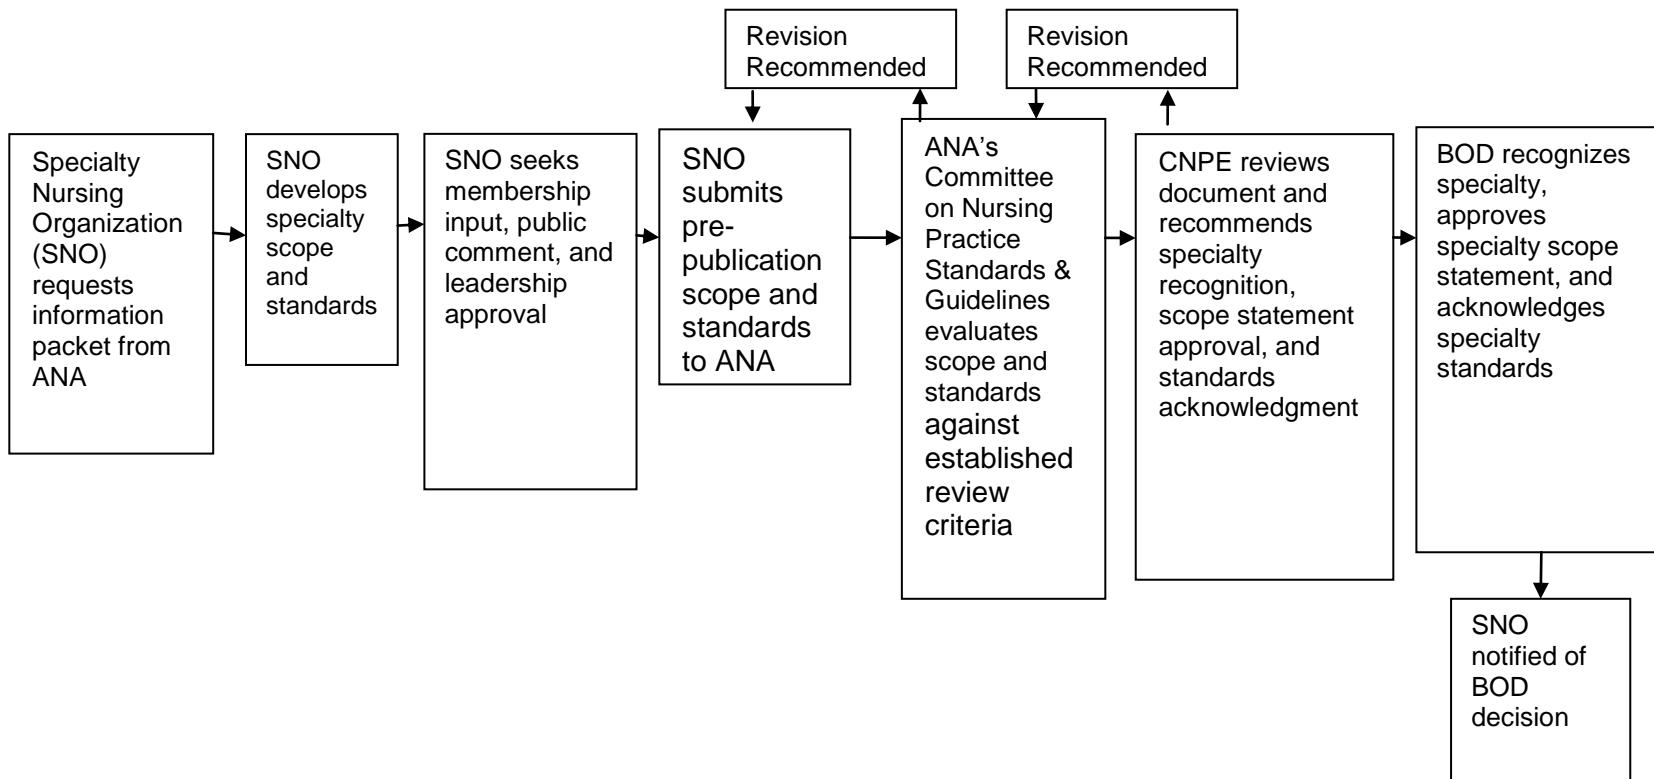 Revision
Recommended
Revision
Recommended
Specialty
Nursing
Organization
(SNO)
requests
information
packet from
ANA
SNO
develops
specialty
scope
and
standards
SNO seeks
membership
input, public
comment, and
leadership
approval
SNO
submits
pre-
publication
scope and
standards
to ANA
ANA’s
Committee
on Nursing
Practice
Standards &
Guidelines
evaluates
scope and
standards
against
established
review
criteria
CNPE reviews
document and
recommends
specialty
recognition,
scope statement
approval, and
standards
acknowledgment
BOD recognizes
specialty,
approves
specialty scope
statement, and
acknowledges
specialty
standards
SNO
notified of
BOD
decision